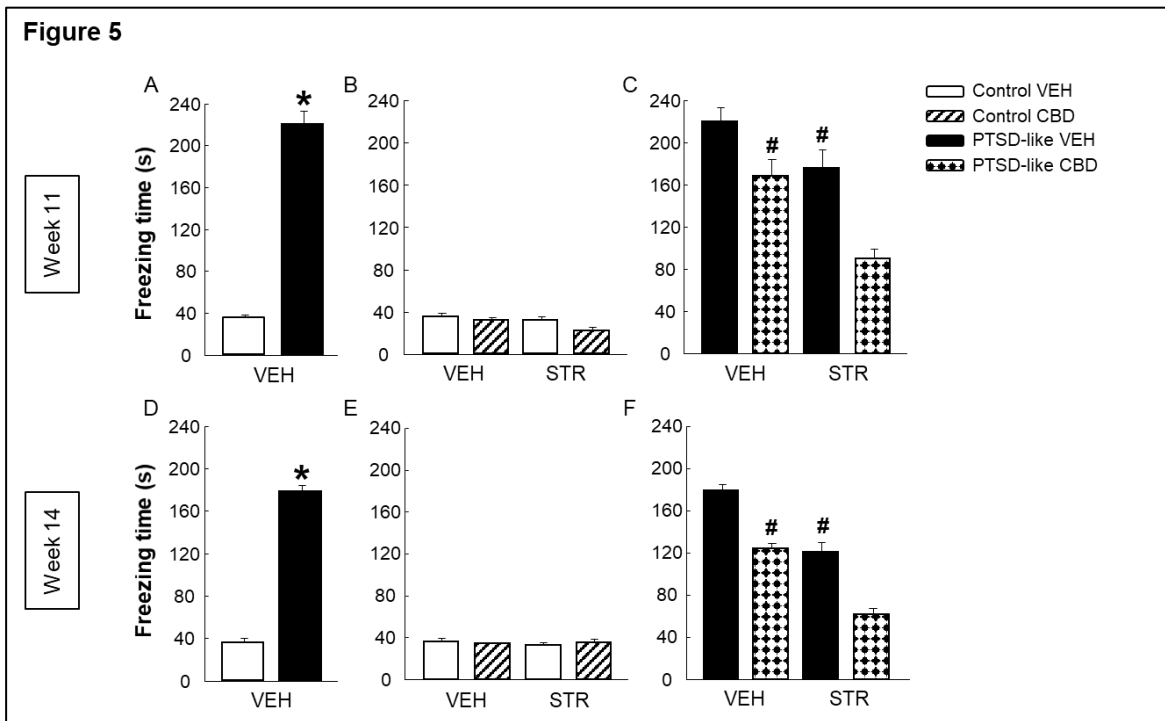 Figure 5
A
B
C
Control VEH
Control CBD
PTSD-like VEH
PTSD-like CBD
Week 11
Freezing time (s)
240
200
160
120
80
40
0
*
VEH
240
200
160
120
80
40
0
VEH STR
240
200
160
120
80
40
0
# #
VEH STR
D
E
F
Week 14
Freezing time (s)
240
200
160
120
80
40
0
*
VEH
240
200
160
120
80
40
0
VEH STR
240
200
160
120
80
40
0
# #
VEH STR